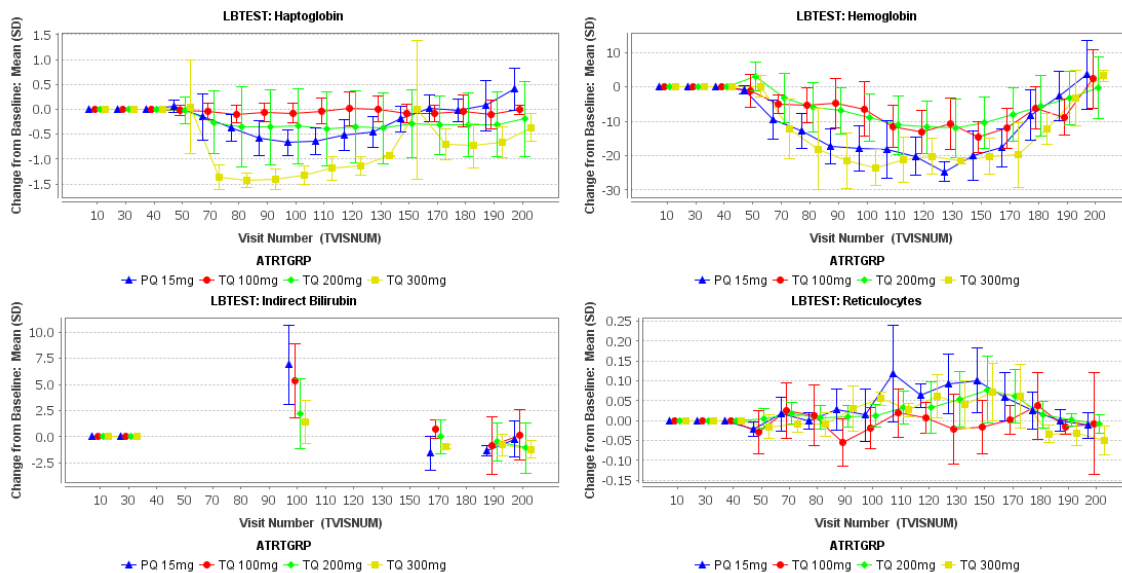 LBTEST: Haptoglobin
Change from Baseline: Mean (SD)
1.5
1.0
0.5
0.0
-0.5
-1.0
-1.5
10 30 40 50 70 80 90 100 110 120 130 150 160 170 180 190 200
Visit Number (TVISNUM)
ATRTGRP
PQ 15mg TQ 100mg TQ 200mg TQ 300mg
LBTEST: Hemoglobin
Change from Baseline: Mean (SD)
10
0
-10
-20
-30
10 30 40 50 70 80 90 100 110 120 130 150 160 170 180 190 200
Visit Number (TVISNUM)
ATRTGRP
PQ 15mg TQ 100mg TQ 200mg TQ 300mg
LBTEST: Indirect Bilirubin
Change from Baseline: Mean (SD)
10.0
7.5
5.0
2.5
0.0
-2.5
10 30 40 50 70 80 90 100 110 120 130 150 160 170 180 190 200
Visit Number (TVISNUM)
ATRTGRP
PQ 15mg TQ 100mg TQ 200mg TQ 300mg
LBTEST: Reticulocytes
Change from Baseline: Mean (SD)
0.25
0.20
0.15
0.10
0.05
0.00
-0.05
-0.10
-0.15
10 30 40 50 70 80 90 100 110 120 130 150 160 170 180 190 200
Visit Number (TVISNUM)
ATRTGRP
PQ 15mg TQ 100mg TQ 200mg TQ 300mg